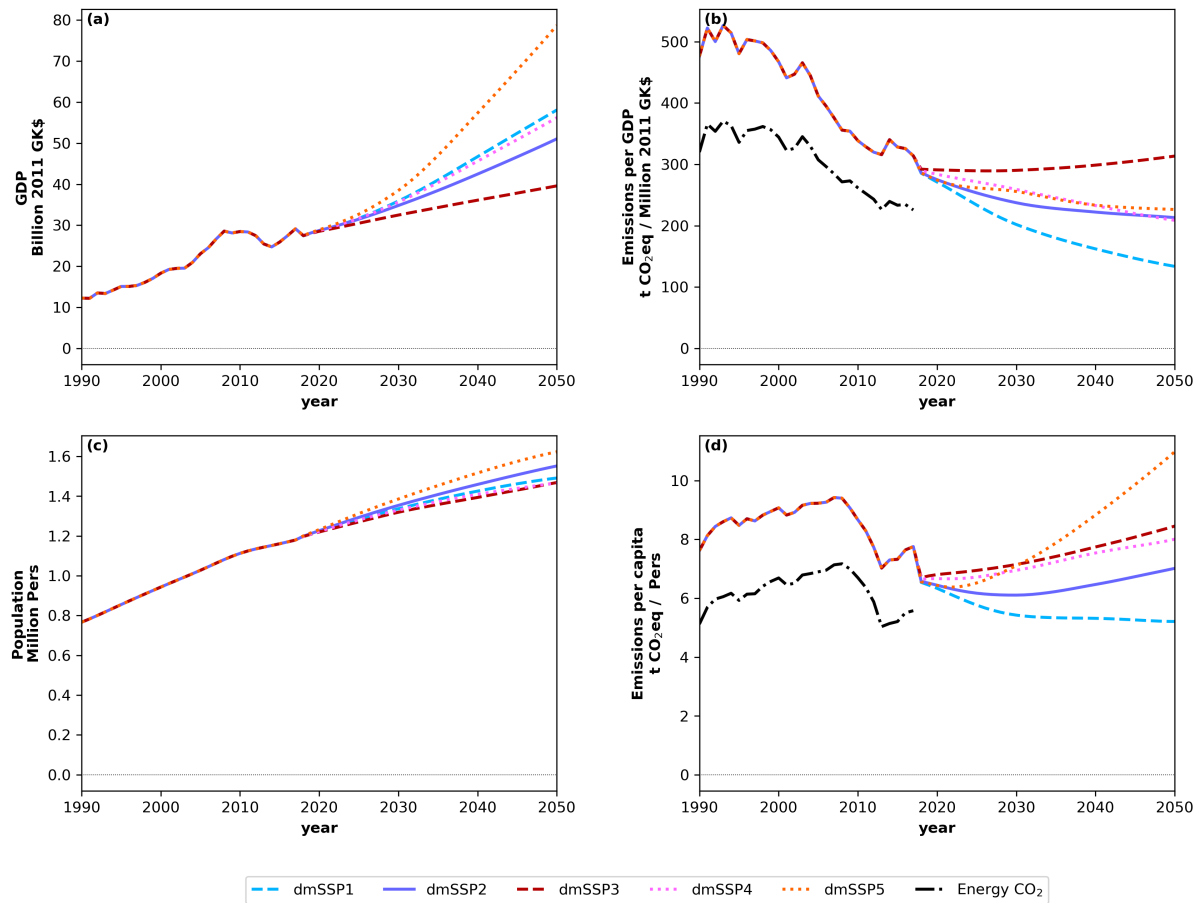 (a)
GDP
Billion 2011 GK$
80
70
60
50
40
30
20
10
0
1990 2000 2010 2020 2030 2040 2050
year
(b)
Emissions per GDP
t CO₂eq / Million 2011 GK$
500
400
300
200
100
0
1990 2000 2010 2020 2030 2040 2050
year
(c)
Population
Million Pers
1.6
1.4
1.2
1.0
0.8
0.6
0.4
0.2
0.0
1990 2000 2010 2020 2030 2040 2050
year
(d)
Emissions per capita
t CO₂eq / Pers
10
8
6
4
2
0
1990 2000 2010 2020 2030 2040 2050
year
dmSSP1 dmSSP2 dmSSP3 dmSSP4 dmSSP5 Energy CO₂